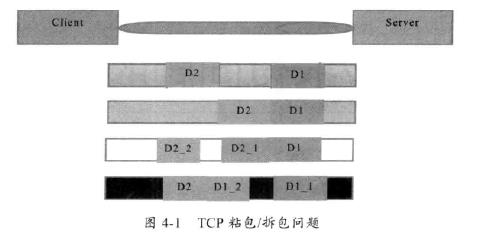 Client Server
D2 D1
D2 D1
D2_2 D2_1 D1
D2 D1_2 D1_1
图 4-1 TCP 粘包/拆包问题